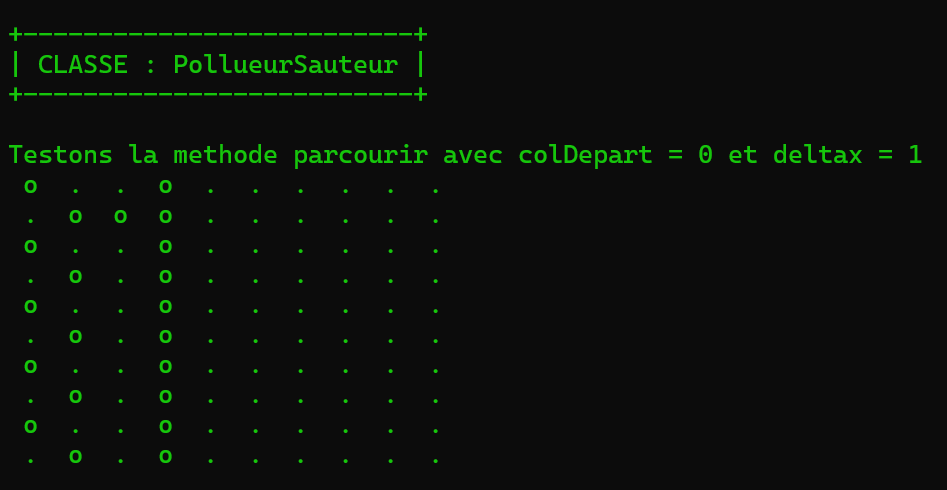 +--------------------------+
| CLASSE : PollueurSauteur |
+--------------------------+
Testons la methode parcourir avec colDepart = 0 et deltax = 1
o . . o . . . . . .
. o o o . . . . . .
o . . o . . . . . .
. o . o . . . . . .
o . . o . . . . . .
. o . o . . . . . .
o . . o . . . . . .
. o . o . . . . . .
o . . o . . . . . .
. o . o . . . . . .